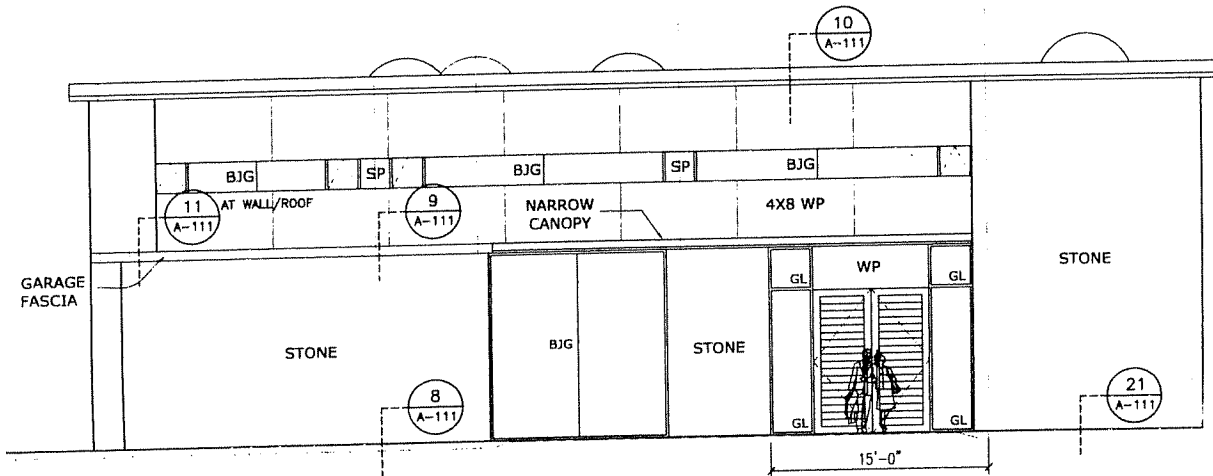 10
A-111
BJG
SP
BJG
SP
BJG
11
A-111
AT WALL/ROOF
9
A-111
NARROW
CANOPY
4X8 WP
GARAGE
FASCIA
STONE
BJG
STONE
GL
WP
GL
STONE
8
A-111
GL
GL
21
A-111
15'-0"